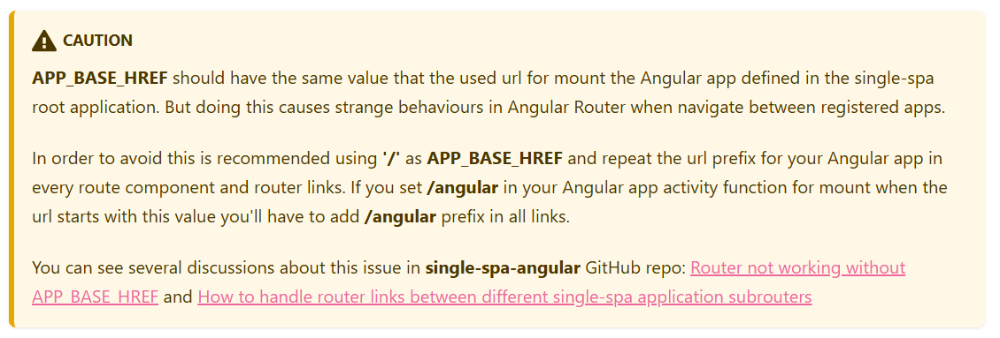 CAUTION
APP_BASE_HREF should have the same value that the used url for mount the Angular app defined in the single-spa
root application. But doing this causes strange behaviours in Angular Router when navigate between registered apps.
In order to avoid this is recommended using '/' as APP_BASE_HREF and repeat the url prefix for your Angular app in
every route component and router links. If you set /angular in your Angular app activity function for mount when the
url starts with this value you'll have to add /angular prefix in all links.
You can see several discussions about this issue in single-spa-angular GitHub repo: Router not working without
APP_BASE_HREF and How to handle router links between different single-spa application subrouters